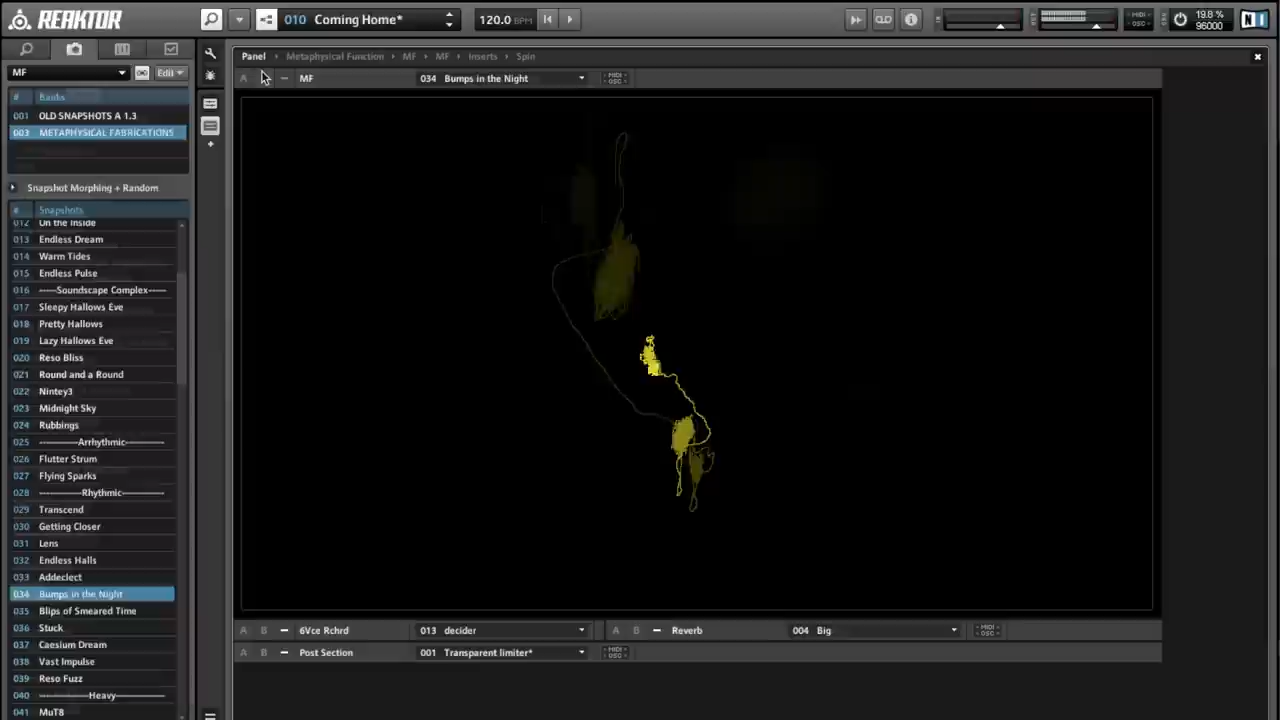 REAKTOR
010 Coming Home*
120.0 BPM
19.8 %
96000
Panel Metaphysical Function MF MF Inserts Spin
MF
Edit
A MF 034 Bumps in the Night MIDI OSC
# Banks
001 OLD SNAPSHOTS A 1.3
003 METAPHYSICAL FABRICATIONS
Snapshot Morphing + Random
# Snapshots
012 On the Inside
013 Endless Dream
014 Warm Tides
015 Endless Pulse
016 -----Soundscape Complex-----
017 Sleepy Hallows Eve
018 Pretty Hallows
019 Lazy Hallows Eve
020 Reso Bliss
021 Round and a Round
022 Nintey3
023 Midnight Sky
024 Rubbings
025 ----------Arrhythmic----------
026 Flutter Strum
027 Flying Sparks
028 -----------Rhythmic-----------
029 Transcend
030 Getting Closer
031 Lens
032 Endless Halls
033 Addeclect
034 Bumps in the Night
035 Blips of Smeared Time
036 Stuck
037 Caesium Dream
038 Vast Impulse
039 Reso Fuzz
040 -------------Heavy-------------
041 MuT8
A B 6Vce Rchrd 013 decider
A B Reverb 004 Big MIDI OSC
A B Post Section 001 Transparent limiter* MIDI OSC